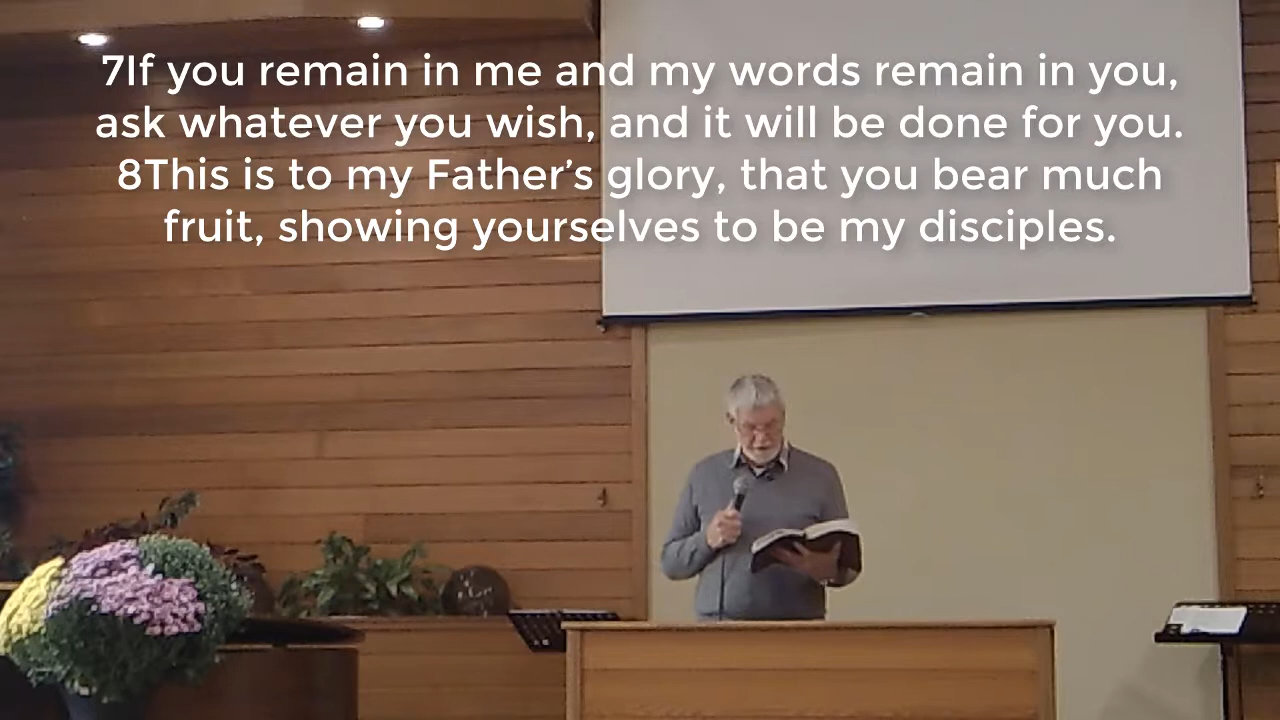 7If you remain in me and my words remain in you,
ask whatever you wish, and it will be done for you.
8This is to my Father’s glory, that you bear much
fruit, showing yourselves to be my disciples.